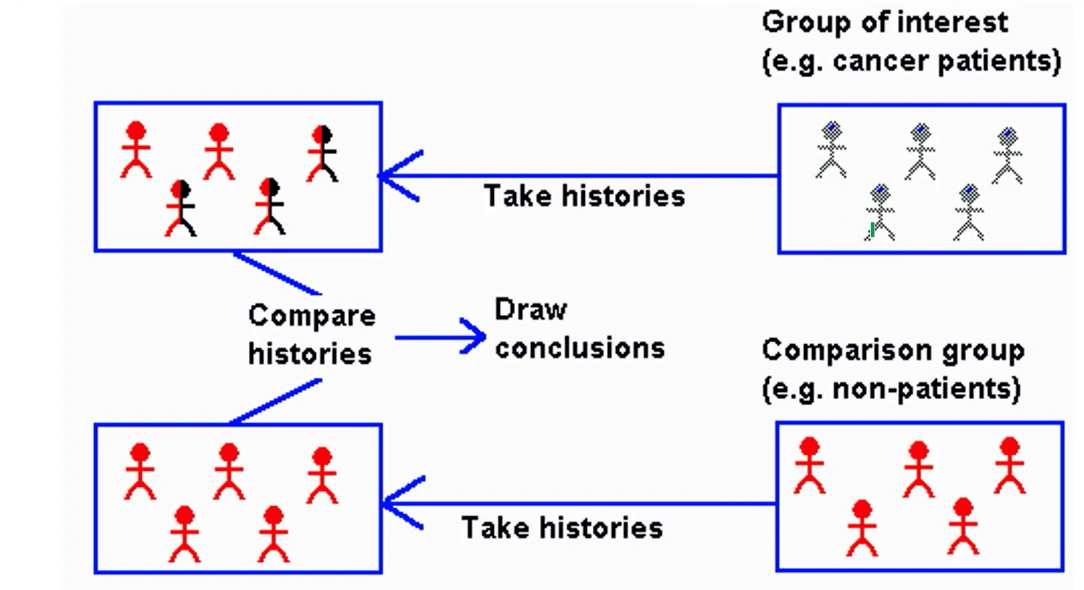 Group of interest
(e.g. cancer patients)
Take histories
Compare
histories
Draw
conclusions
Comparison group
(e.g. non-patients)
Take histories